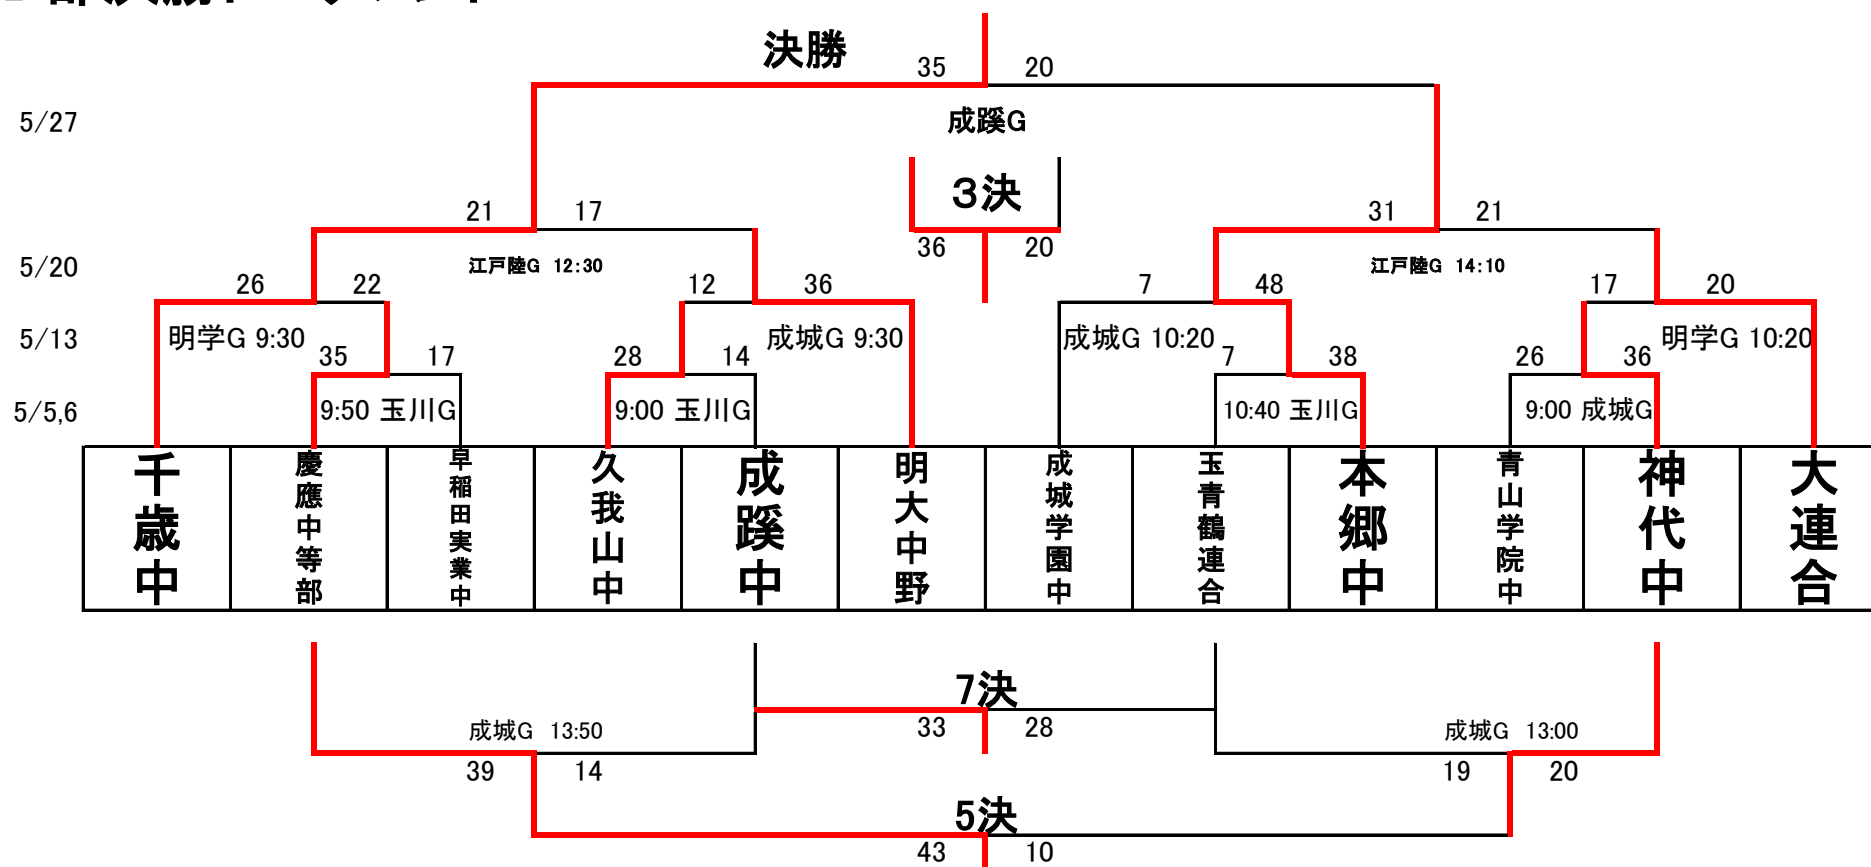 決勝
35 20
5/27
成蹊G
3決
21 17
31 21
36 20
5/20
江戸陸G 12:30
江戸陸G 14:10
26 22
12 36
7 48
17 20
5/13
明学G 9:30
成城G 9:30
成城G 10:20
明学G 10:20
35 17
28 14
7 38
26 36
5/5,6
9:50 玉川G
9:00 玉川G
10:40 玉川G
9:00 成城G
千歳中
慶應中等部
早稲田実業中
久我山中
成蹊中
明大中野
成城学園中
玉青鶴連合
本郷中
青山学院中
神代中
大連合
7決
33 28
成城G 13:50
成城G 13:00
39 14
19 20
5決
43 10